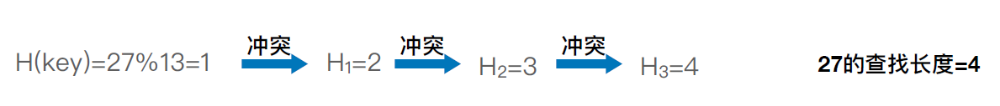 H(key)=27%13=1 冲突 H₁=2 冲突 H₂=3 冲突 H₃=4 27的查找长度=4